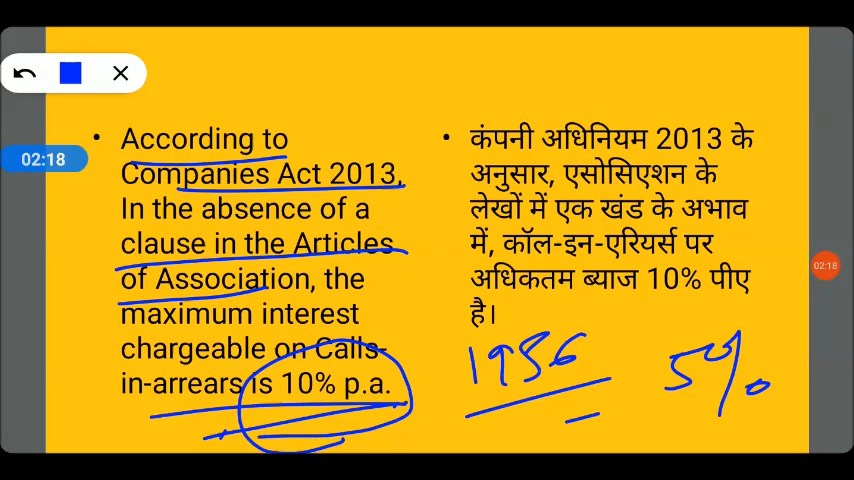 02:18
• According to
Companies Act 2013,
In the absence of a
clause in the Articles
of Association, the
maximum interest
chargeable on Calls-
in-arrears is 10% p.a.
• कंपनी अधिनियम 2013 के
अनुसार, एसोसिएशन के
लेखों में एक खंड के अभाव
में, कॉल-इन-एरियर्स पर
अधिकतम ब्याज 10% पीए
है।
1956
5%
02:18